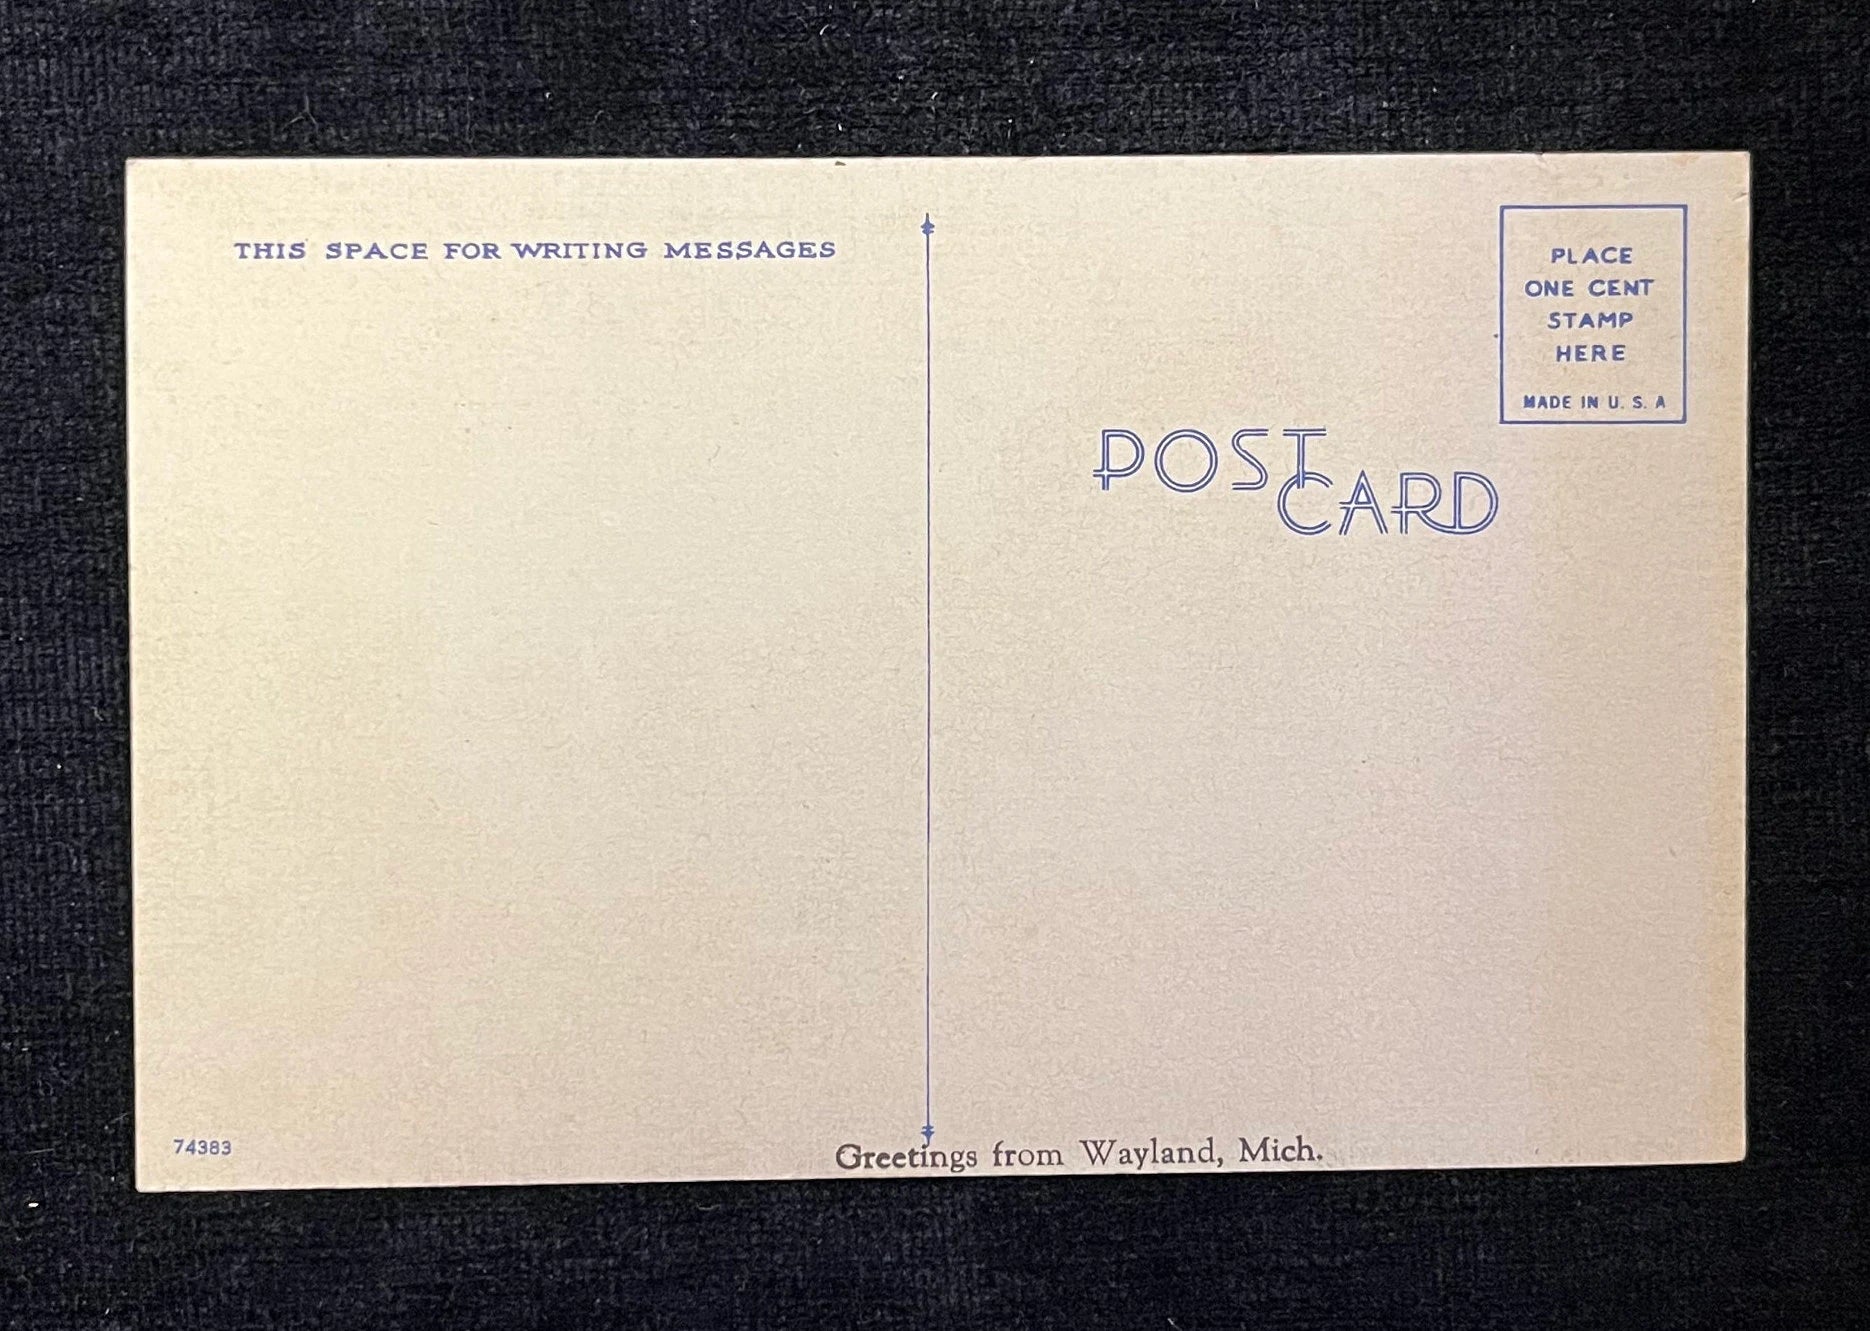 THIS SPACE FOR WRITING MESSAGES
PLACE
ONE CENT
STAMP
HERE
MADE IN U. S. A
POST
CARD
74383
Greetings from Wayland, Mich.